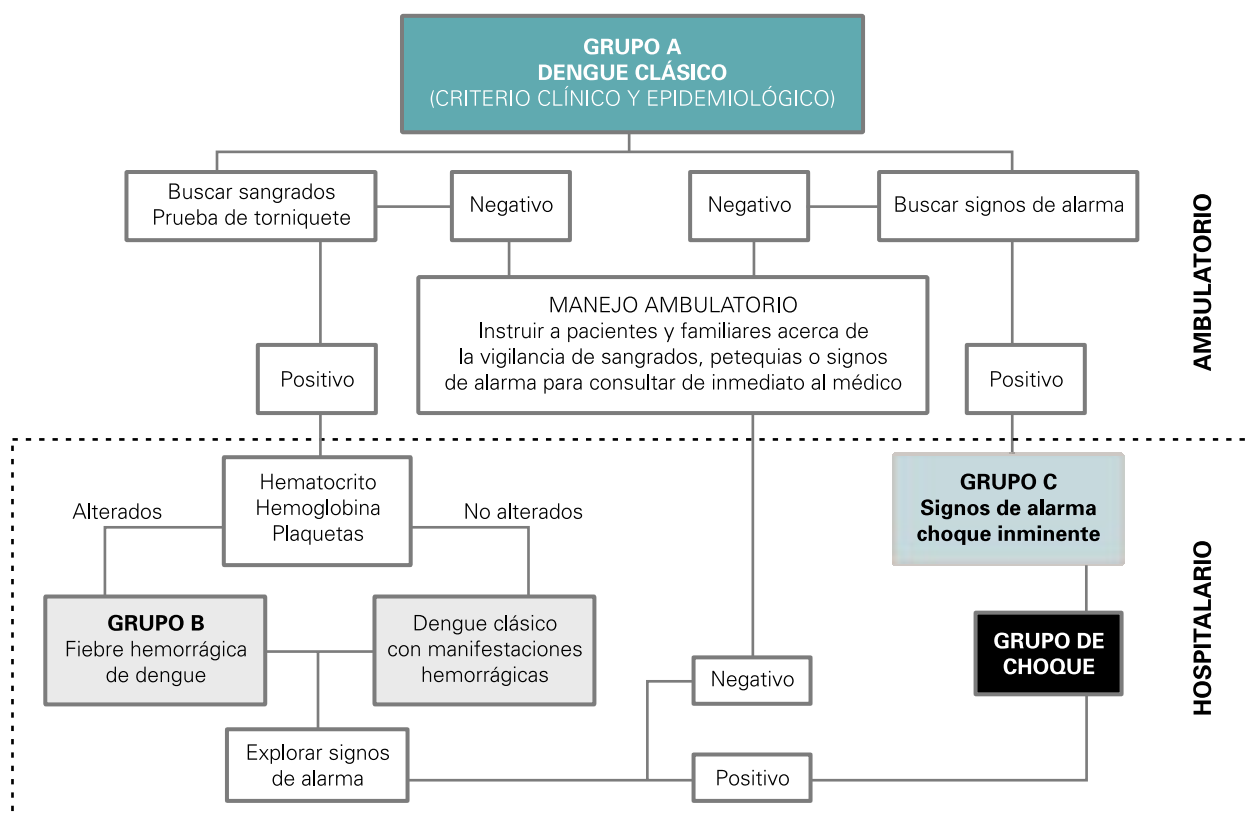 GRUPO A
DENGUE CLÁSICO
(CRITERIO CLÍNICO Y EPIDEMIOLÓGICO)
Buscar sangrados
Prueba de torniquete
Negativo
Negativo
Buscar signos de alarma
AMBULATORIO
MANEJO AMBULATORIO
Instruir a pacientes y familiares acerca de
la vigilancia de sangrados, petequias o signos
de alarma para consultar de inmediato al médico
Positivo
Positivo
Hematocrito
Hemoglobina
Plaquetas
Alterados
No alterados
GRUPO C
Signos de alarma
choque inminente
HOSPITALARIO
GRUPO B
Fiebre hemorrágica
de dengue
Dengue clásico
con manifestaciones
hemorrágicas
GRUPO DE
CHOQUE
Negativo
Explorar signos
de alarma
Positivo